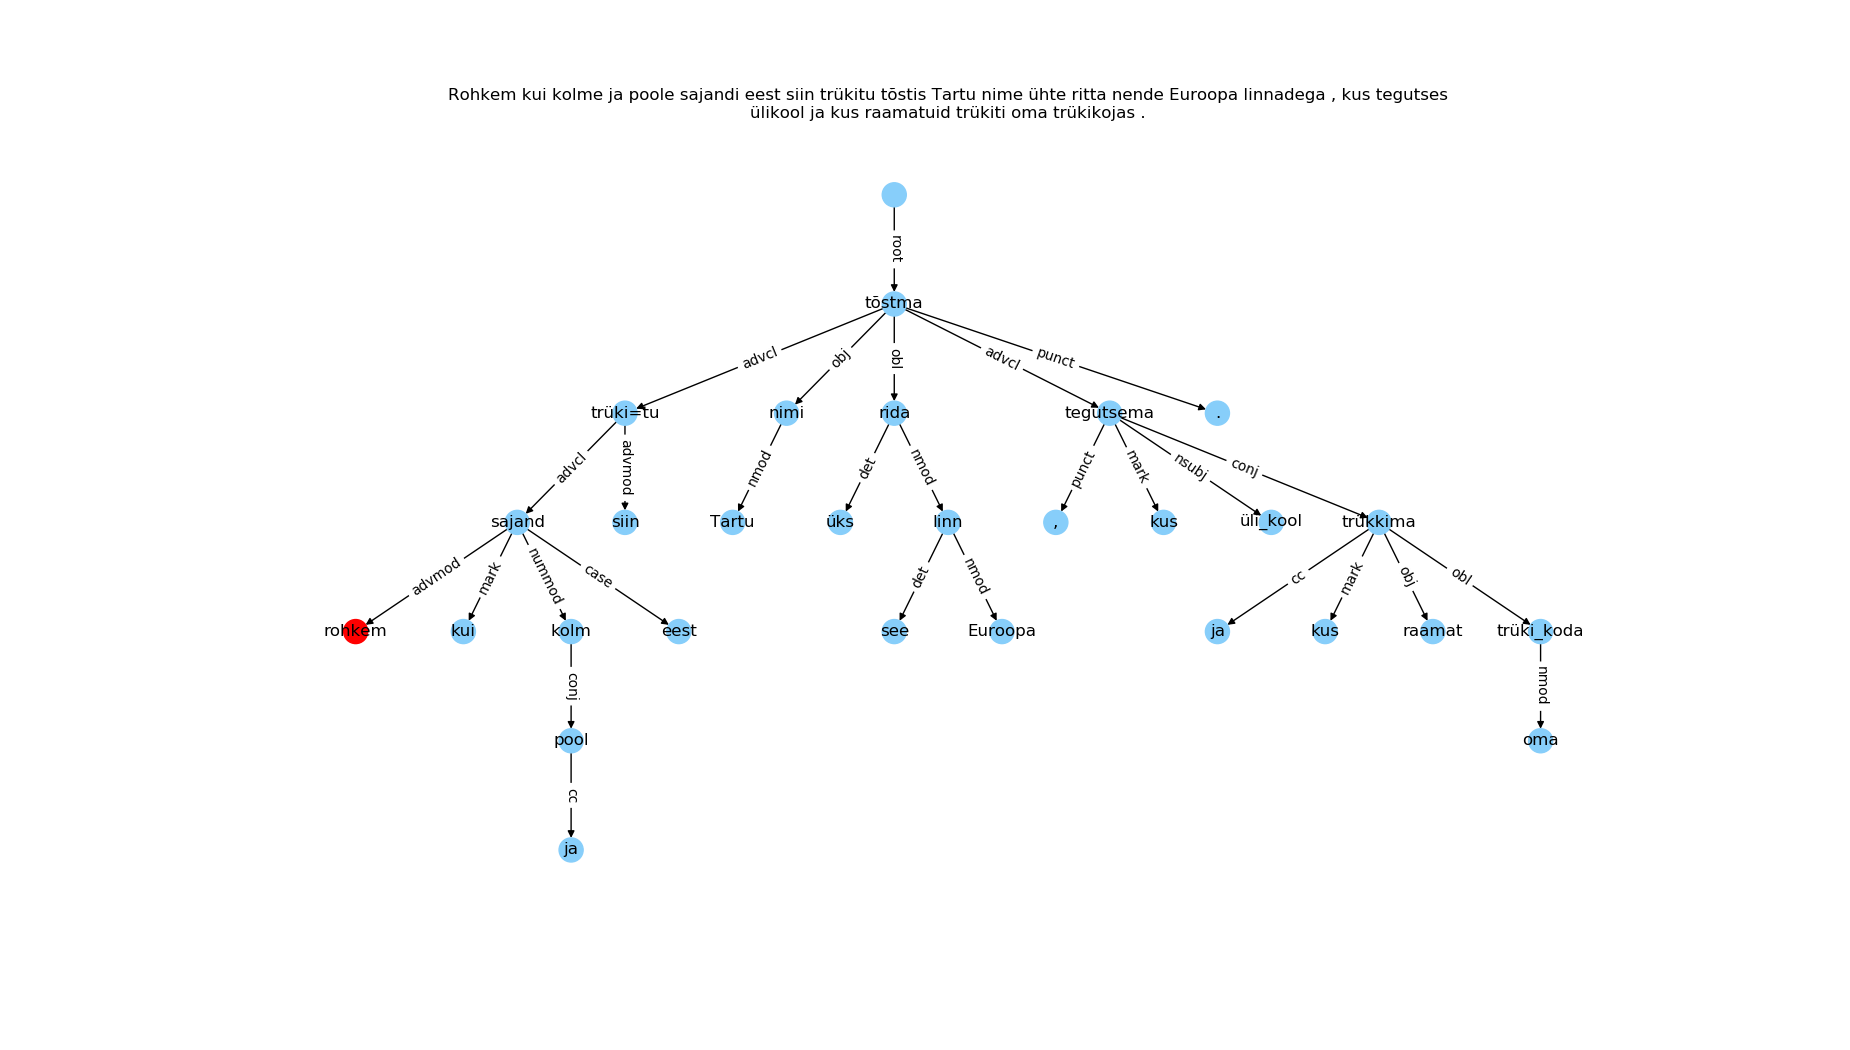 Rohkem kui kolme ja poole sajandi eest siin trükitu tõstis Tartu nime ühte ritta nende Euroopa linnadega , kus tegutses
ülikool ja kus raamatuid trükiti oma trükikojas .
root
tõstma
advcl obj obl advcl punct
trüki=tu nimi rida tegutsema .
advcl advmod nmod det nmod punct mark nsubj conj
sajand siin Tartu üks linn , kus üli_kool trükkima
advmod mark nummod case det nmod cc mark obj obl
rohkem kui kolm eest see Euroopa ja kus raamat trüki_koda
conj nmod
pool oma
cc
ja